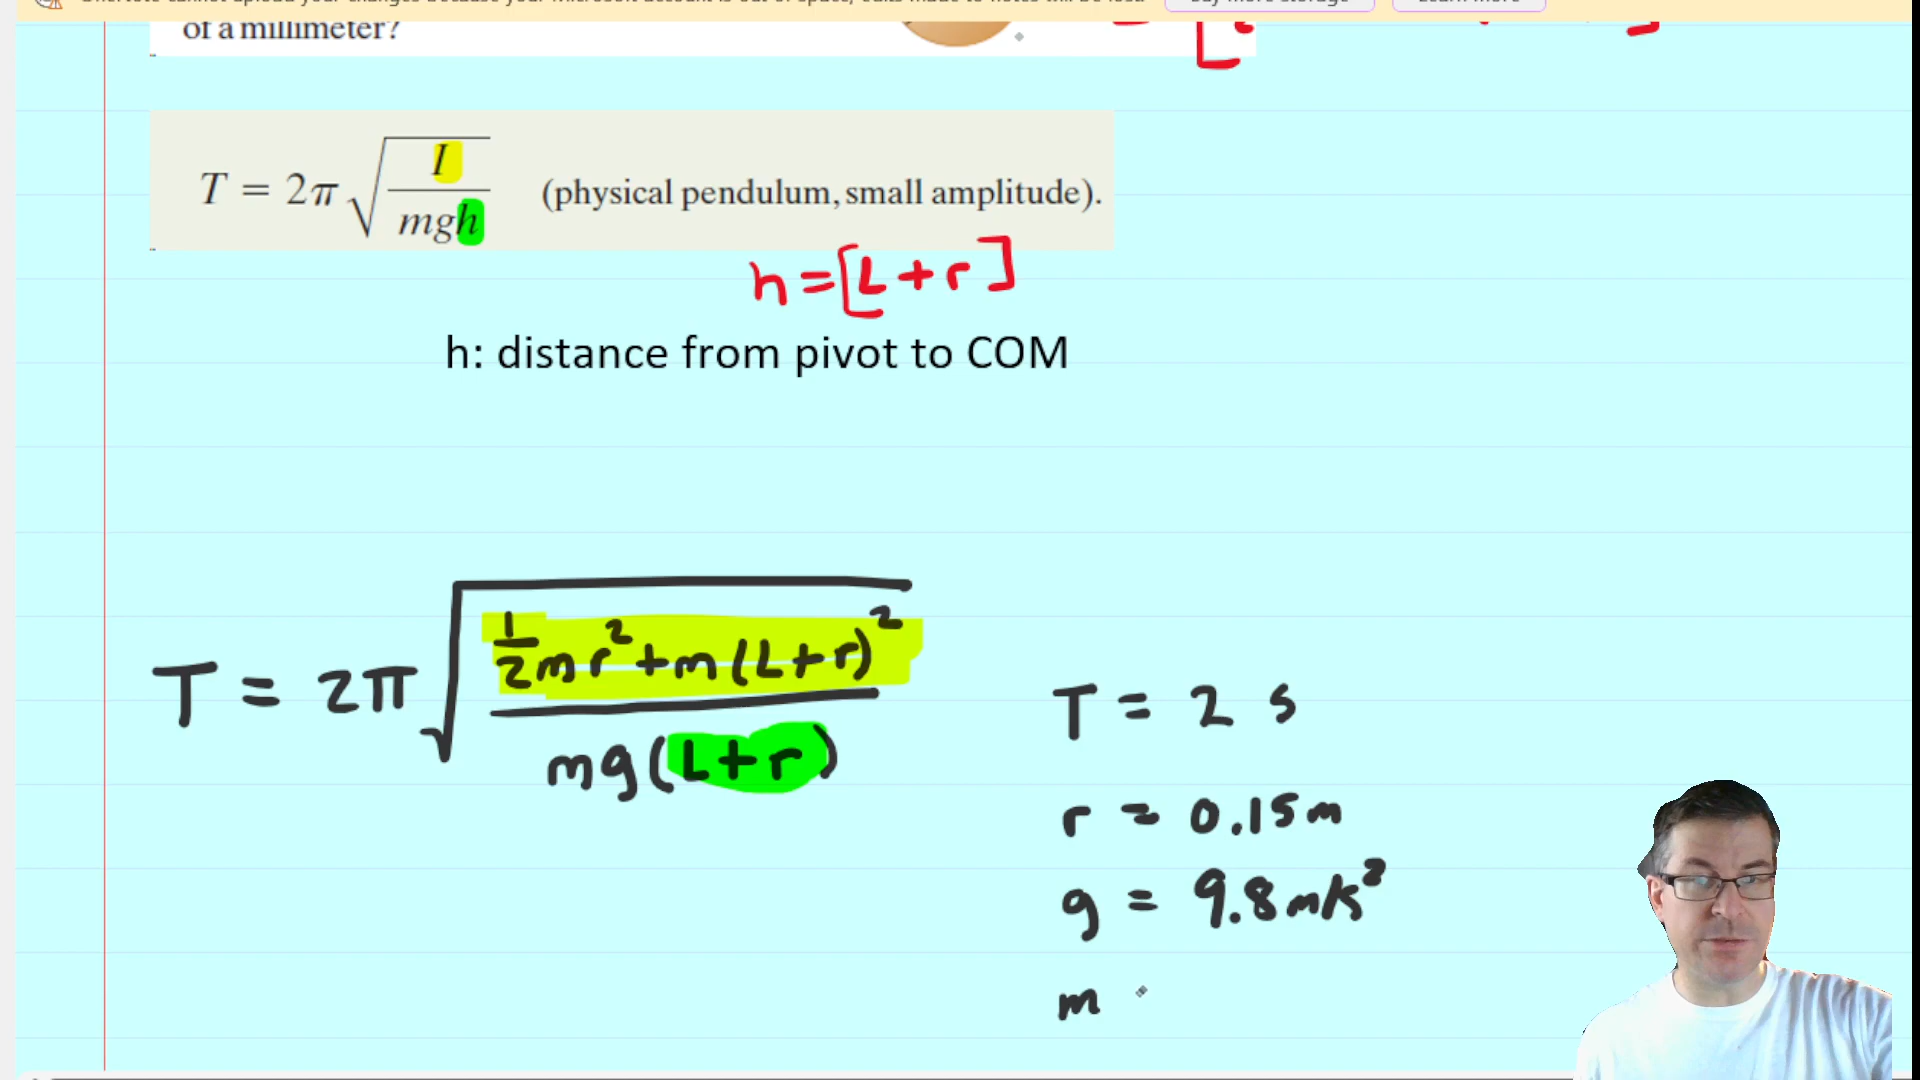 of a millimeter?
T = 2π √(I / mgh) (physical pendulum, small amplitude).
h = [L + r]
h: distance from pivot to COM
T = 2π √((1/2 mr² + m(L+r)²) / mg(L+r))
T = 2 s
r = 0.15m
g = 9.8 m/s²
m